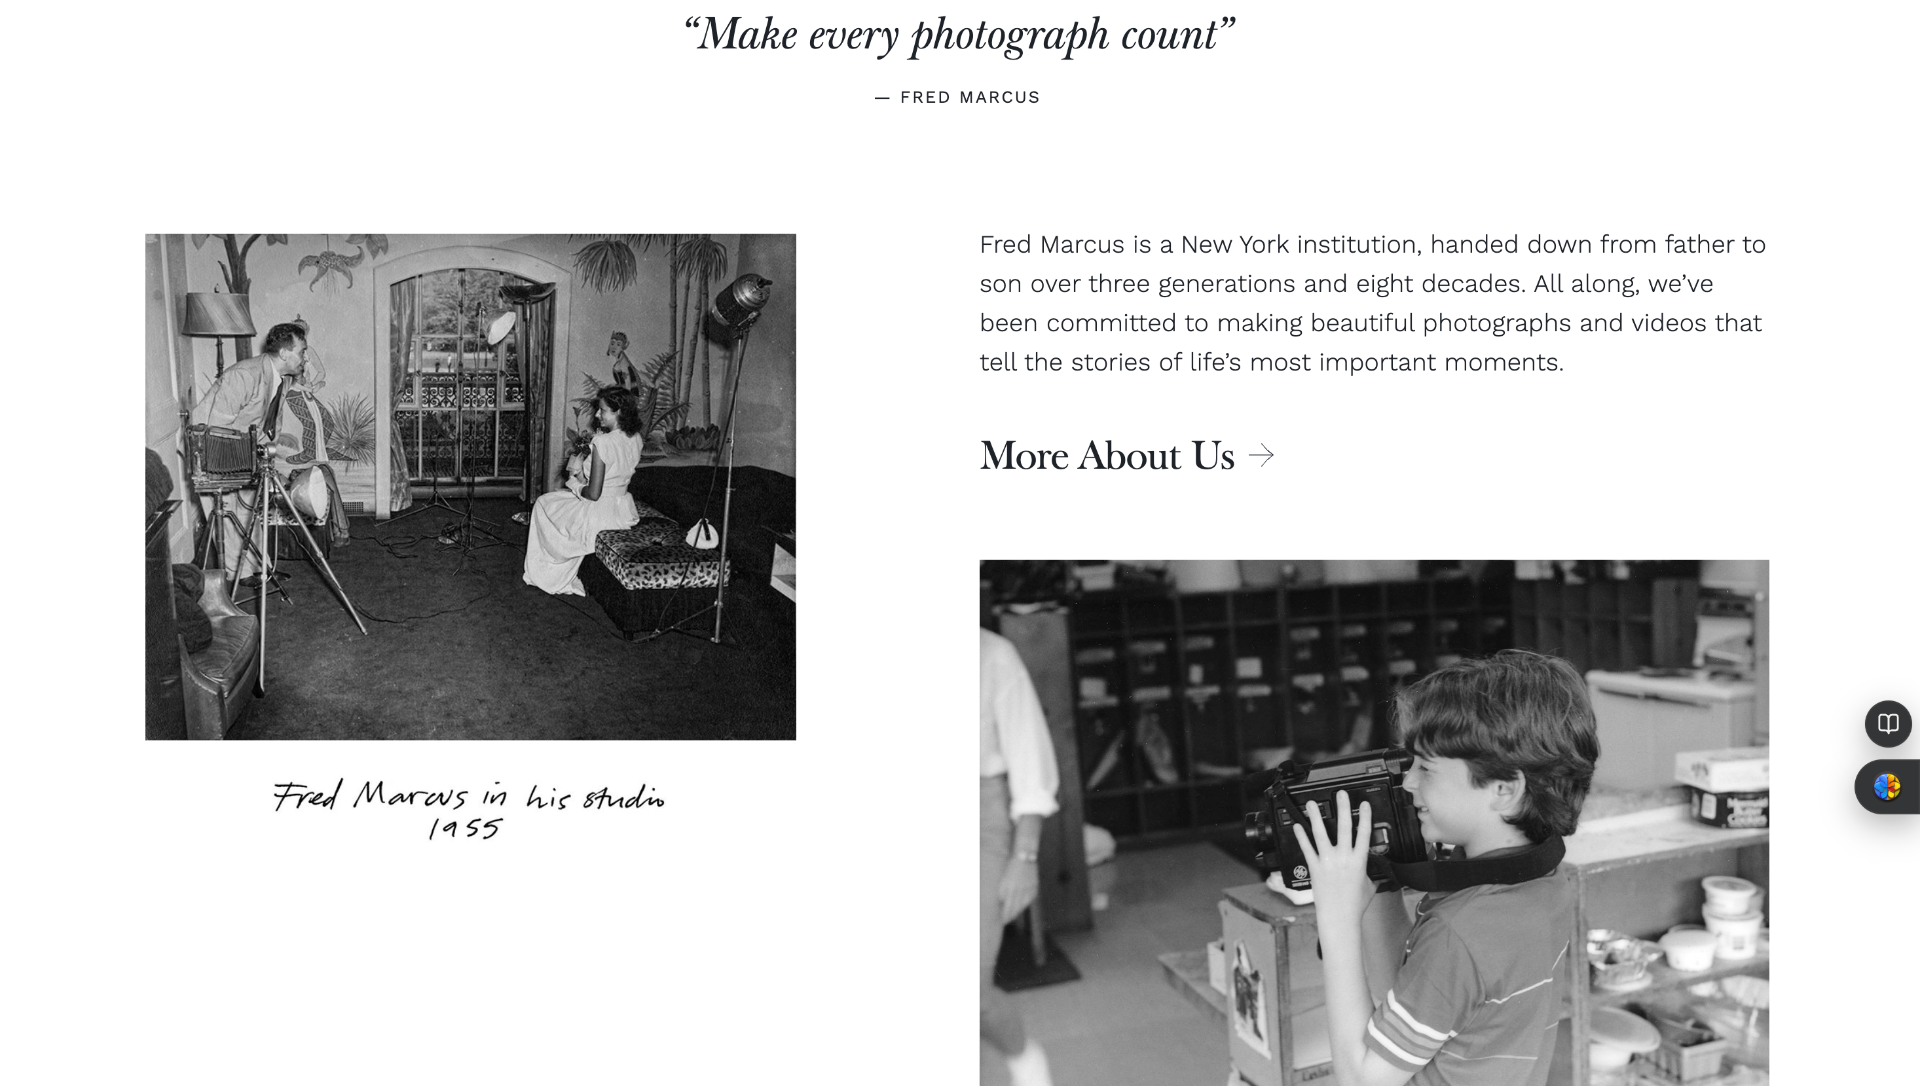 “Make every photograph count”
— FRED MARCUS
Fred Marcus is a New York institution, handed down from father to
son over three generations and eight decades. All along, we’ve
been committed to making beautiful photographs and videos that
tell the stories of life’s most important moments.
More About Us →
Fred Marcus in his studio
1955